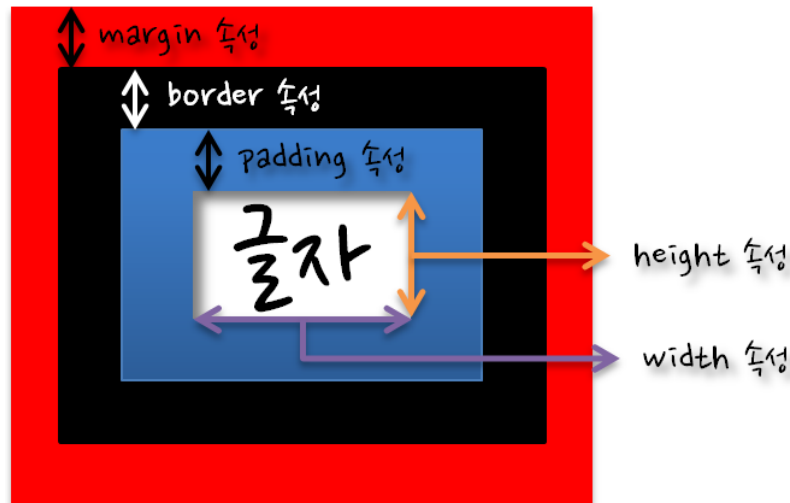 margin 속성
border 속성
padding 속성
글자
height 속성
width 속성